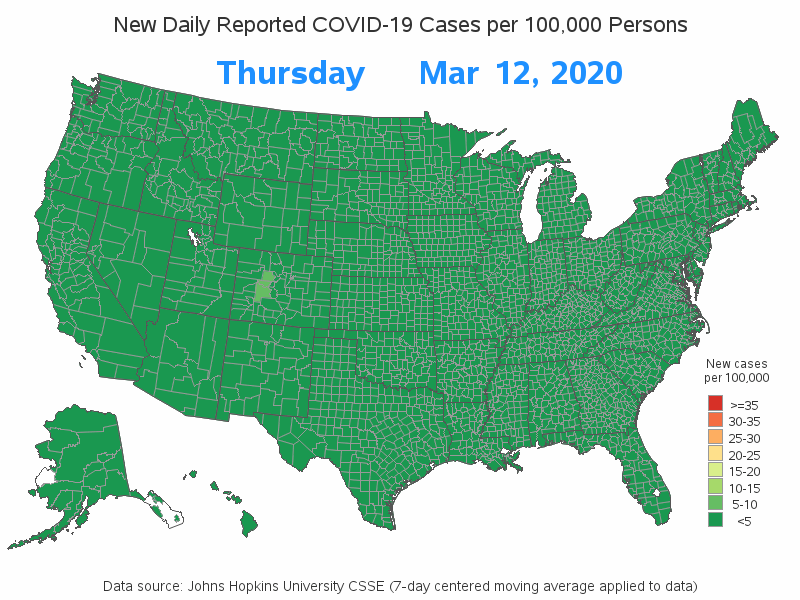 New Daily Reported COVID-19 Cases per 100,000 Persons
Thursday Mar 12, 2020
New cases
per 100,000
>=35
30-35
25-30
20-25
15-20
10-15
5-10
<5
Data source: Johns Hopkins University CSSE (7-day centered moving average applied to data)